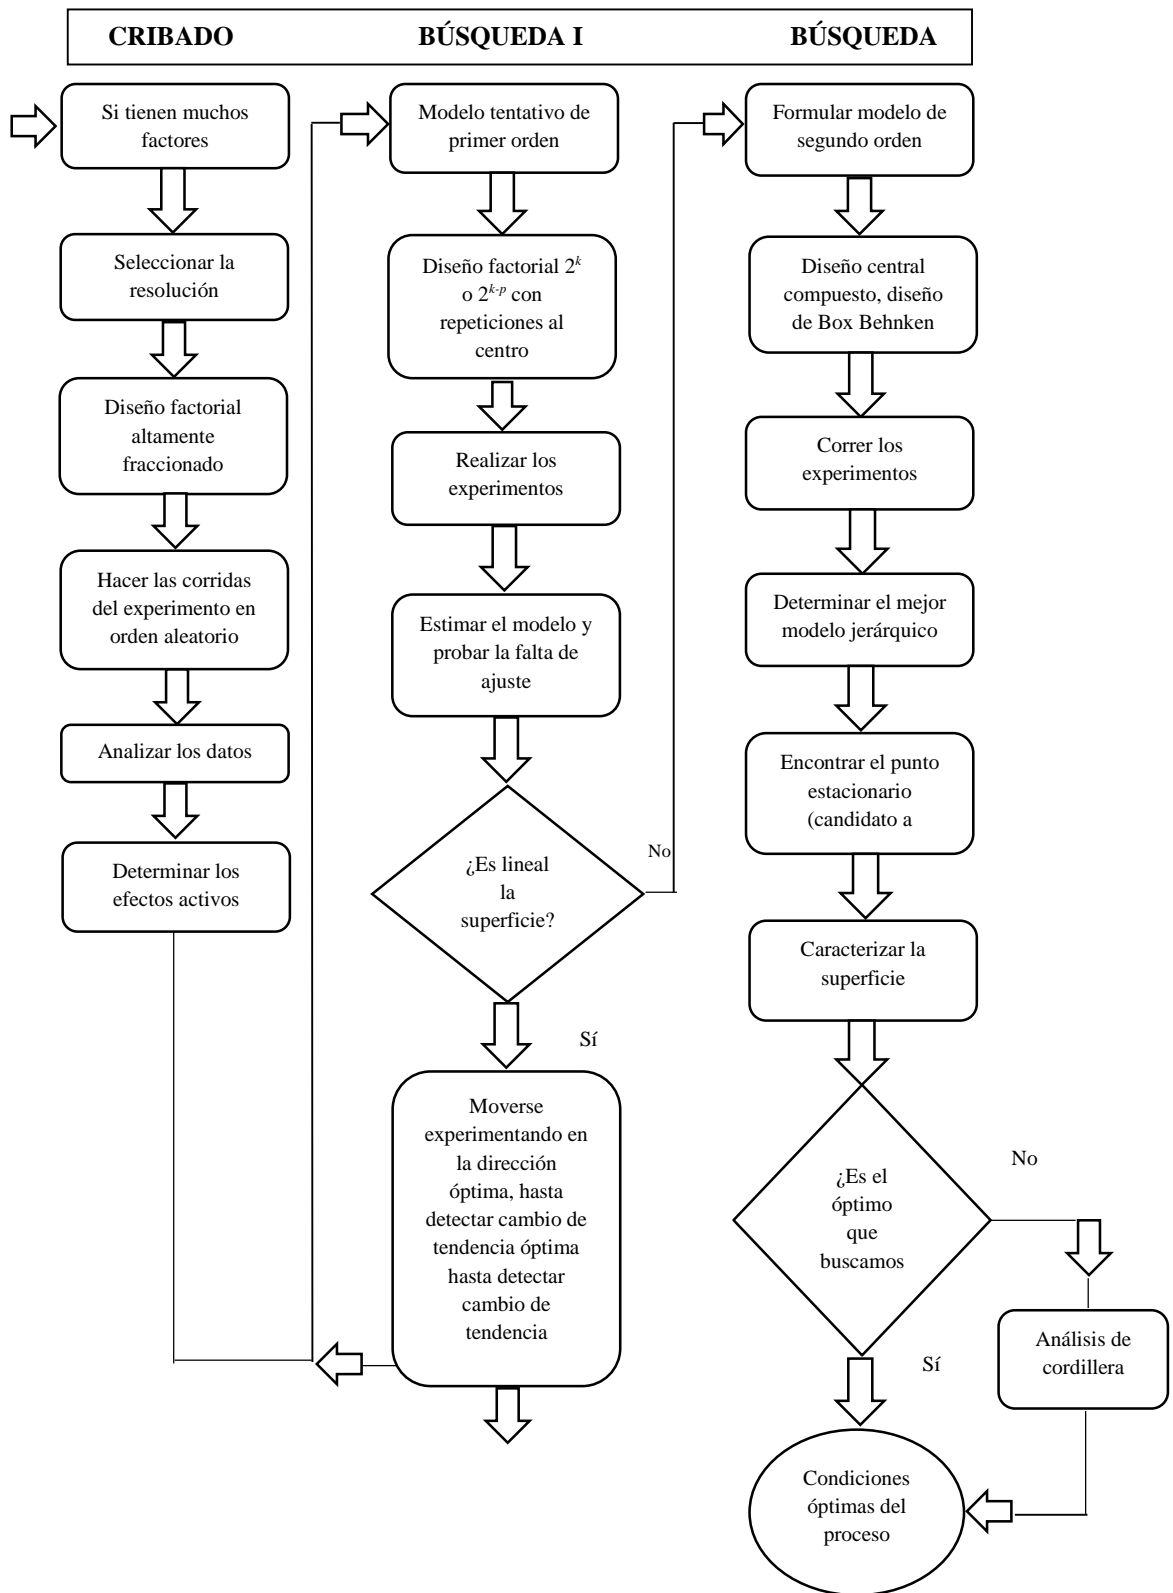 CRIBADO
BÚSQUEDA I
BÚSQUEDA
Si tienen muchos
factores
Seleccionar la
resolución
Diseño factorial
altamente
fraccionado
Hacer las corridas
del experimento en
orden aleatorio
Analizar los datos
Determinar los
efectos activos
Modelo tentativo de
primer orden
Diseño factorial 2^k
o 2^{k-p} con
repeticiones al
centro
Realizar los
experimentos
Estimar el modelo y
probar la falta de
ajuste
¿Es lineal
la
superficie?
No
Sí
Moverse
experimentando en
la dirección
óptima, hasta
detectar cambio de
tendencia óptima
hasta detectar
cambio de
tendencia
Formular modelo de
segundo orden
Diseño central
compuesto, diseño
de Box Behnken
Correr los
experimentos
Determinar el mejor
modelo jerárquico
Encontrar el punto
estacionario
(candidato a
Caracterizar la
superficie
¿Es el
óptimo
que
buscamos
No
Sí
Análisis de
cordillera
Condiciones
óptimas del
proceso